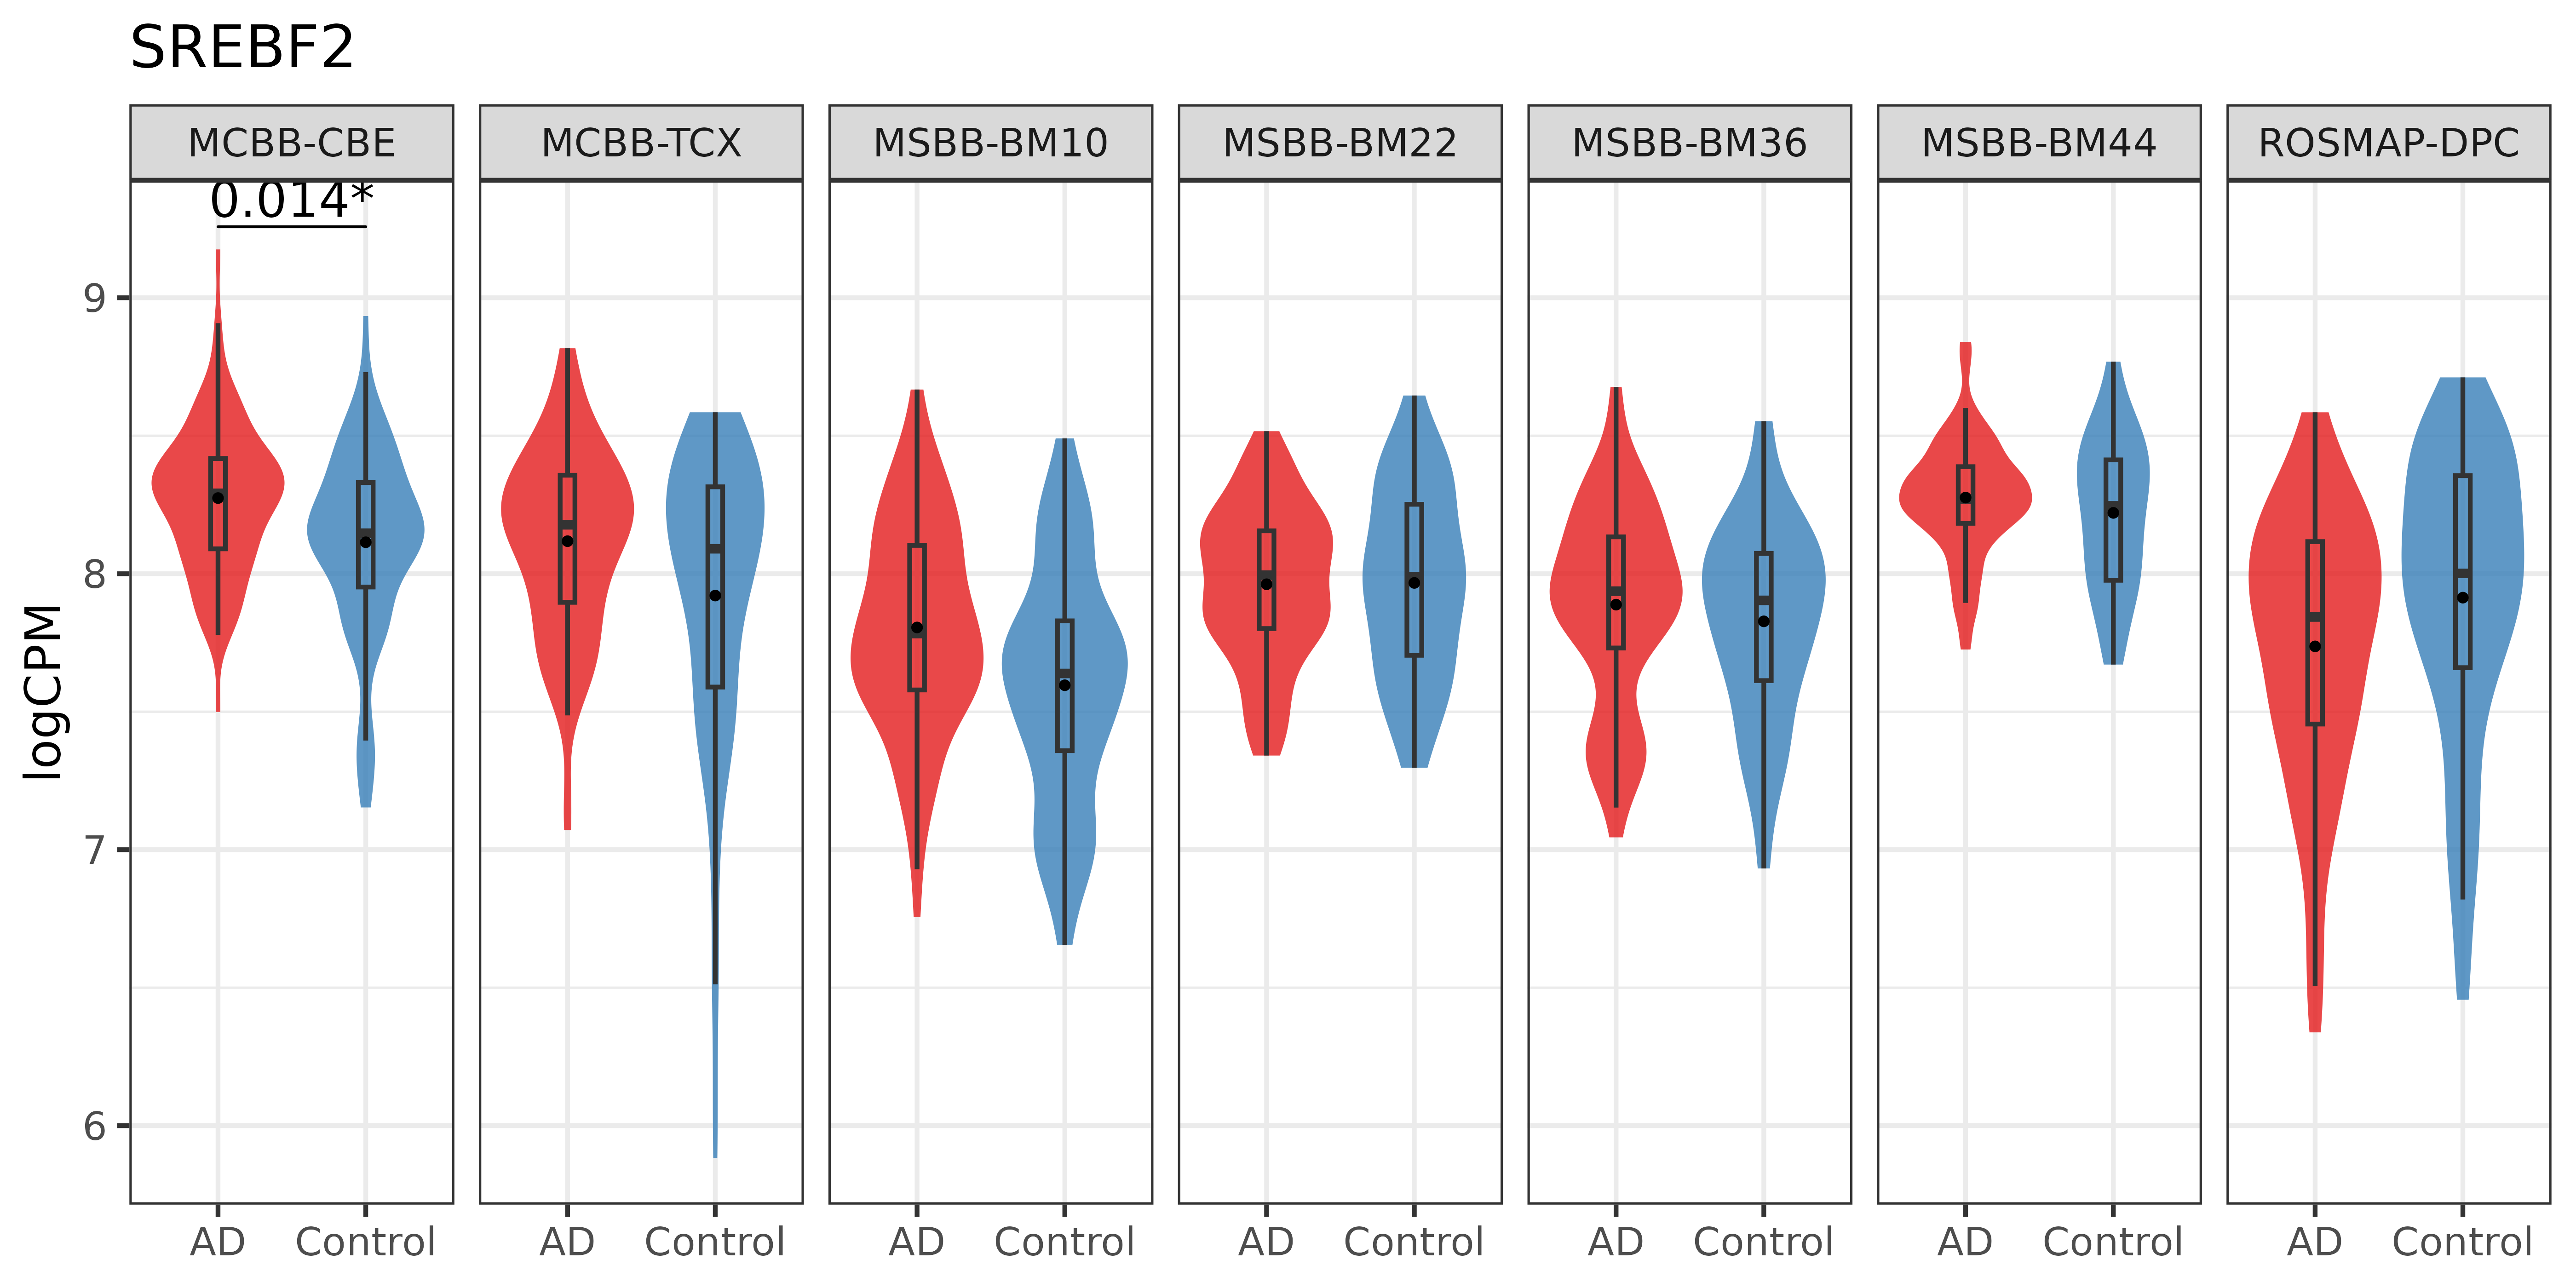 SREBF2
MCBB-CBE MCBB-TCX MSBB-BM10 MSBB-BM22 MSBB-BM36 MSBB-BM44 ROSMAP-DPC
0.014*
9
8
7
6
logCPM
AD Control AD Control AD Control AD Control AD Control AD Control AD Control